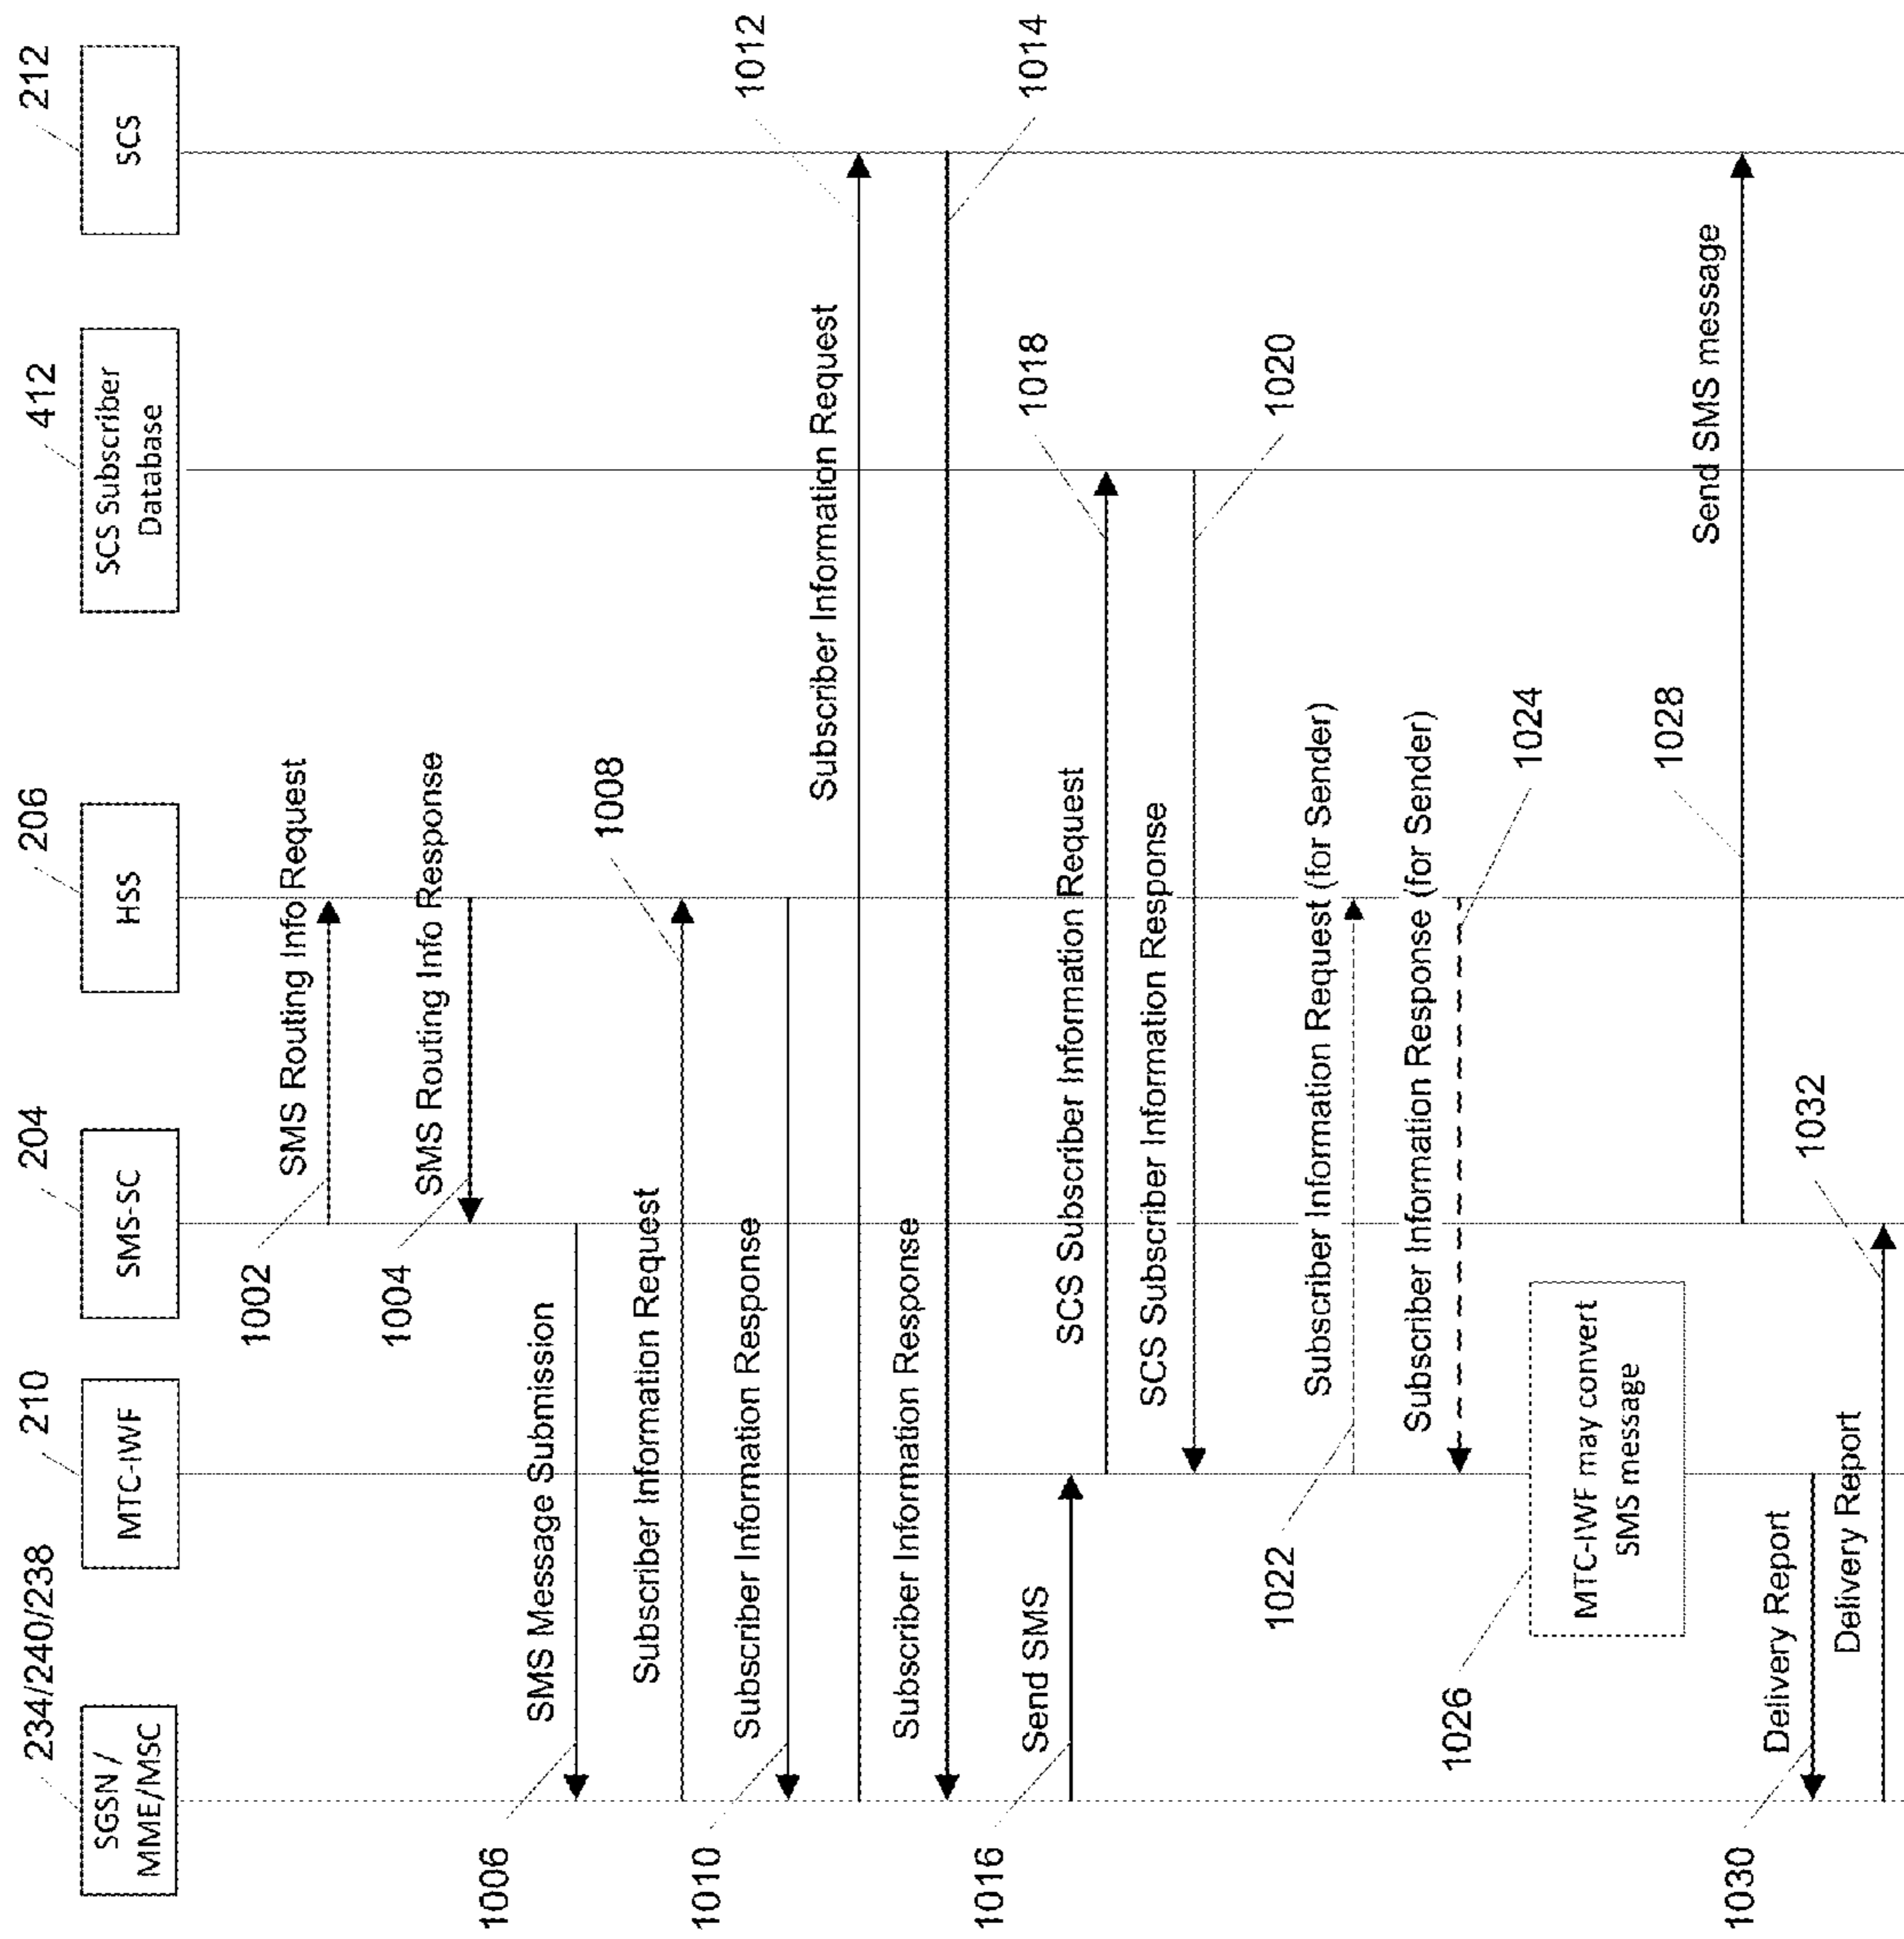 234/240/238
210
204
206
412
212
SGSN /
MME/MSC
MTC-IWF
SMS-SC
HSS
SCS Subscriber
Database
SCS
SMS Routing Info Request
1002
SMS Routing Info Response
1004
SMS Message Submission
1006
Subscriber Information Request
1008
Subscriber Information Response
1010
Subscriber Information Request
1012
Subscriber Information Response
1014
Send SMS
1016
SCS Subscriber Information Request
1018
SCS Subscriber Information Response
1020
Subscriber Information Request (for Sender)
1022
Subscriber Information Response (for Sender)
1024
MTC-IWF may convert
SMS message
1026
Send SMS message
1028
Delivery Report
1030
Delivery Report
1032